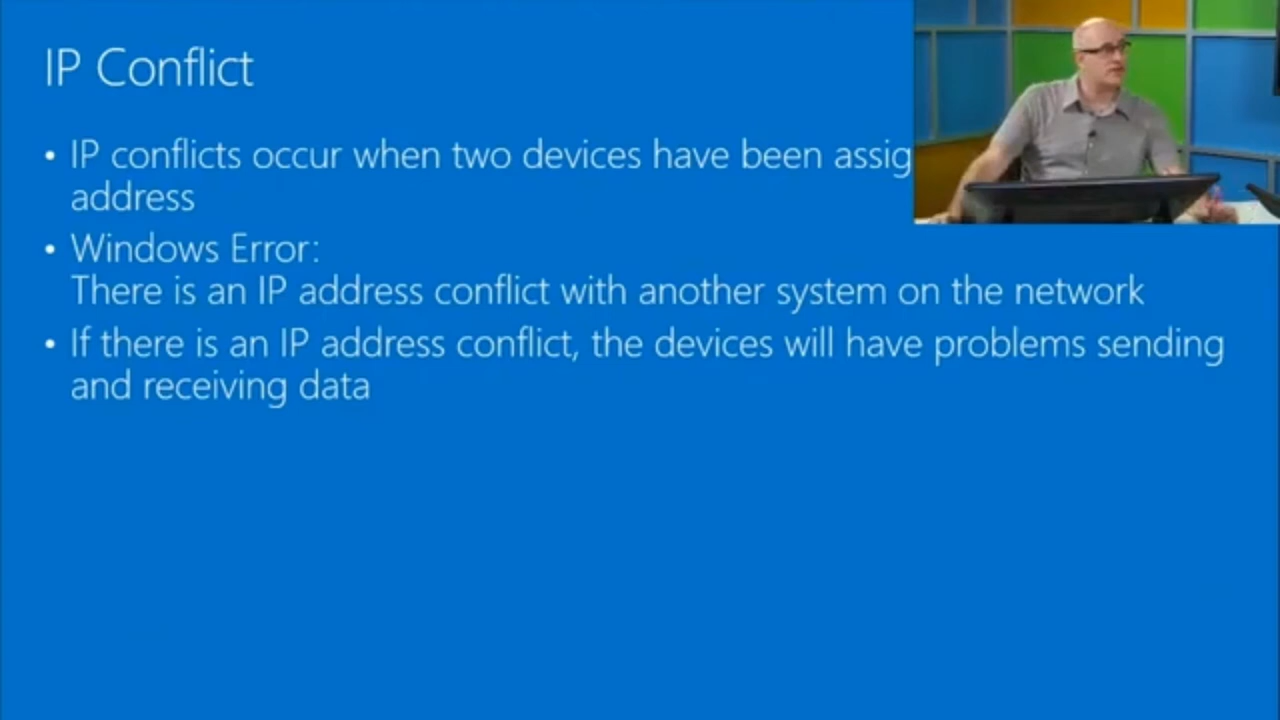 IP Conflict
• IP conflicts occur when two devices have been assig
address
• Windows Error:
There is an IP address conflict with another system on the network
• If there is an IP address conflict, the devices will have problems sending
and receiving data